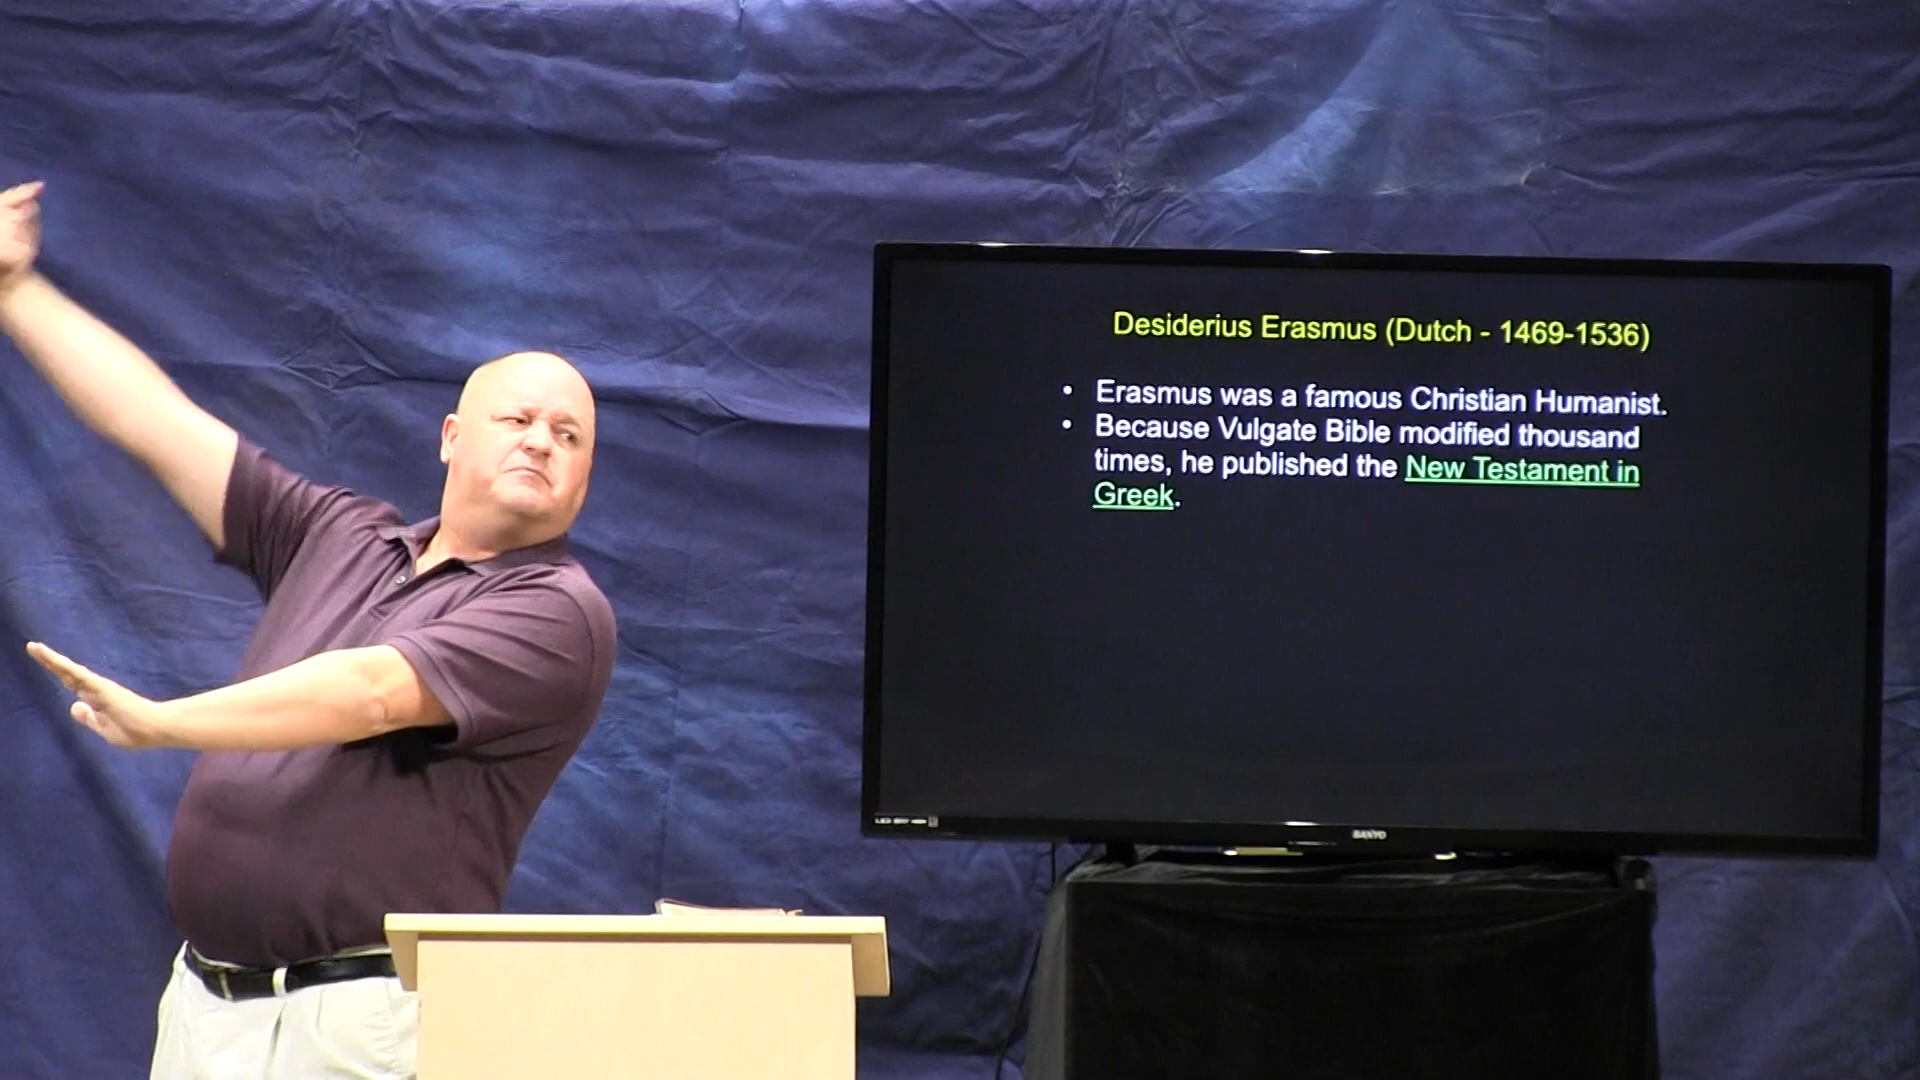 Desiderius Erasmus (Dutch - 1469-1536)
• Erasmus was a famous Christian Humanist.
• Because Vulgate Bible modified thousand
times, he published the New Testament in
Greek.
SANYO